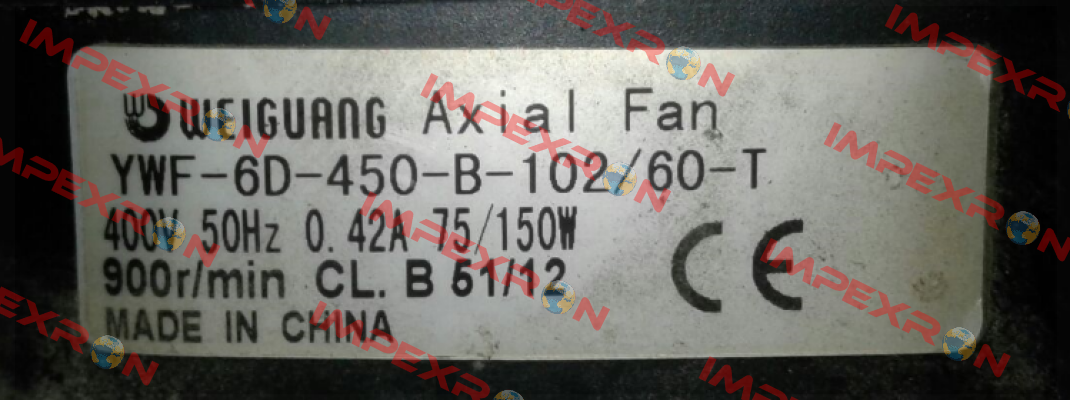 WEIGUANG Axial Fan
YWF-6D-450-B-102/60-T
400V 50Hz 0.42A 75/150W
900r/min CL. B 51/12
MADE IN CHINA
CE
IMPEXRON